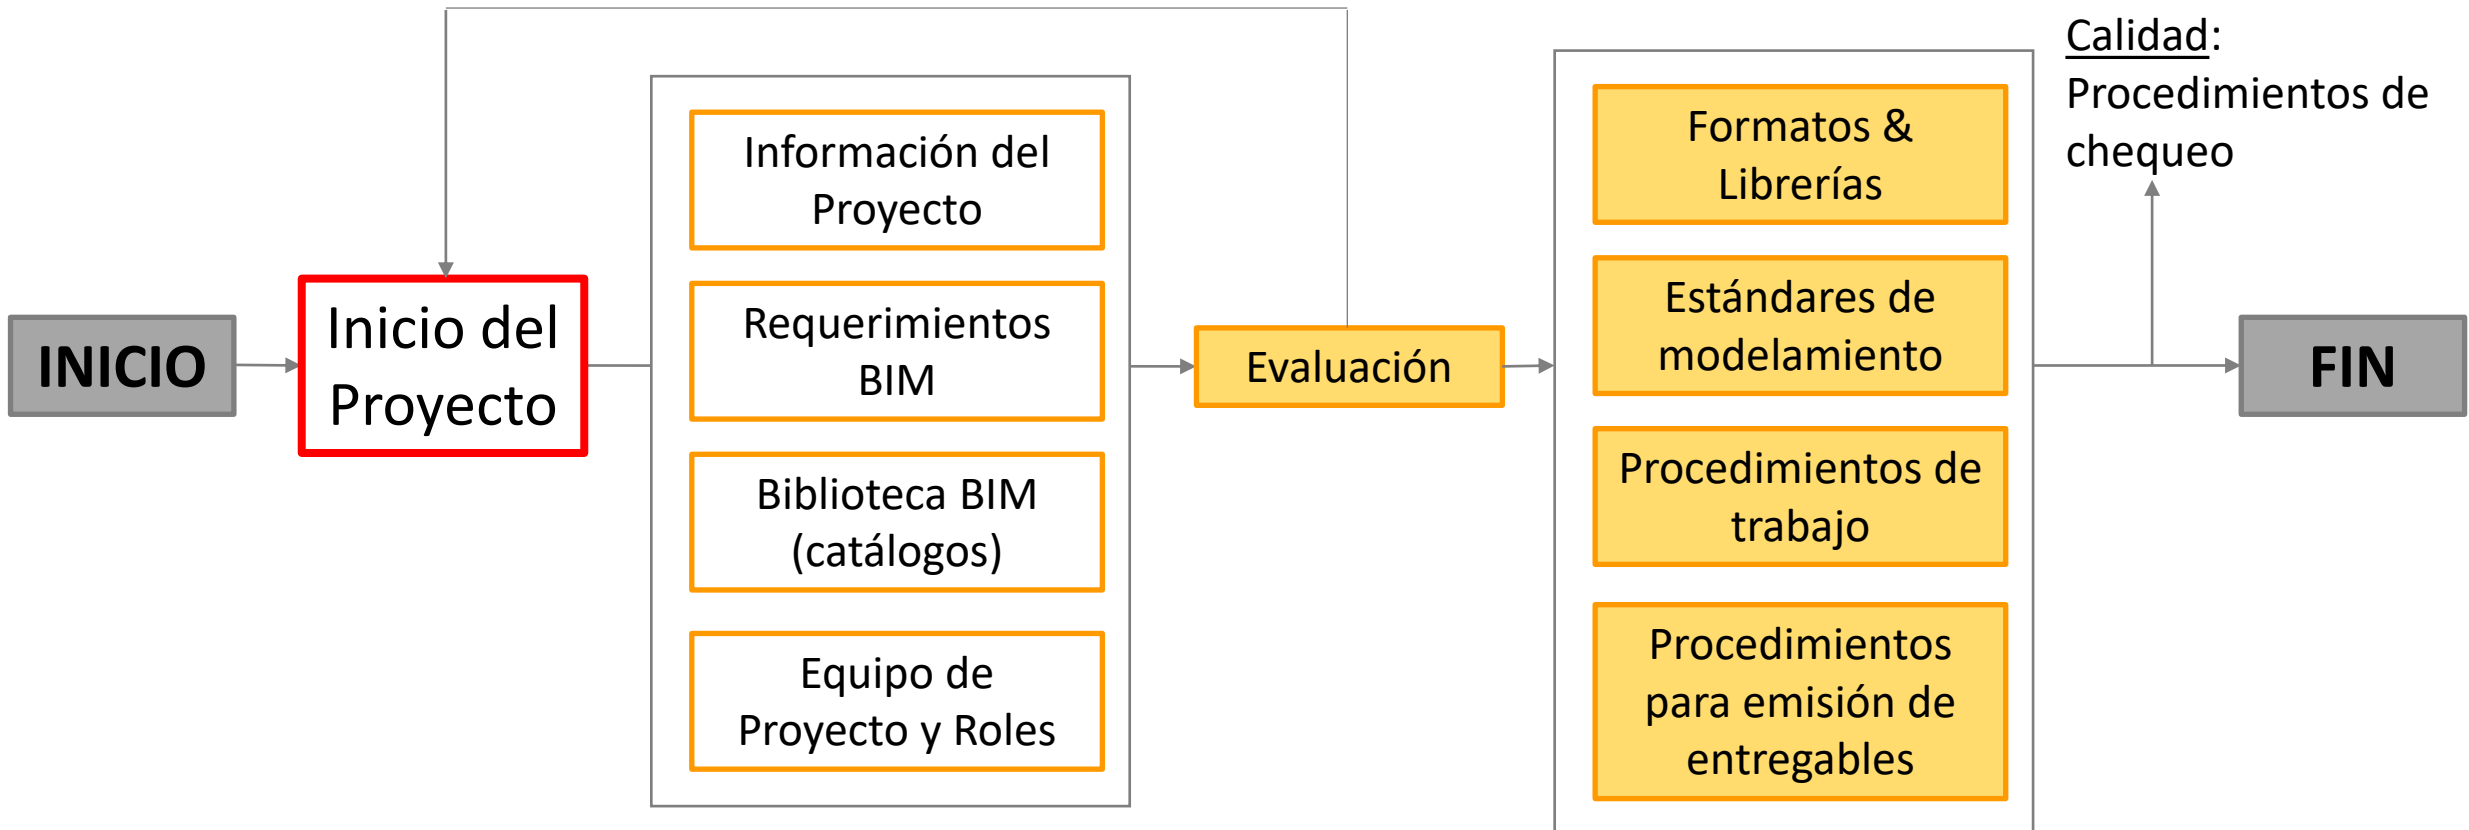 INICIO
Inicio del
Proyecto
Información del
Proyecto
Requerimientos
BIM
Biblioteca BIM
(catálogos)
Equipo de
Proyecto y Roles
Evaluación
Formatos &
Librerías
Estándares de
modelamiento
Procedimientos de
trabajo
Procedimientos
para emisión de
entregables
Calidad:
Procedimientos de
chequeo
FIN